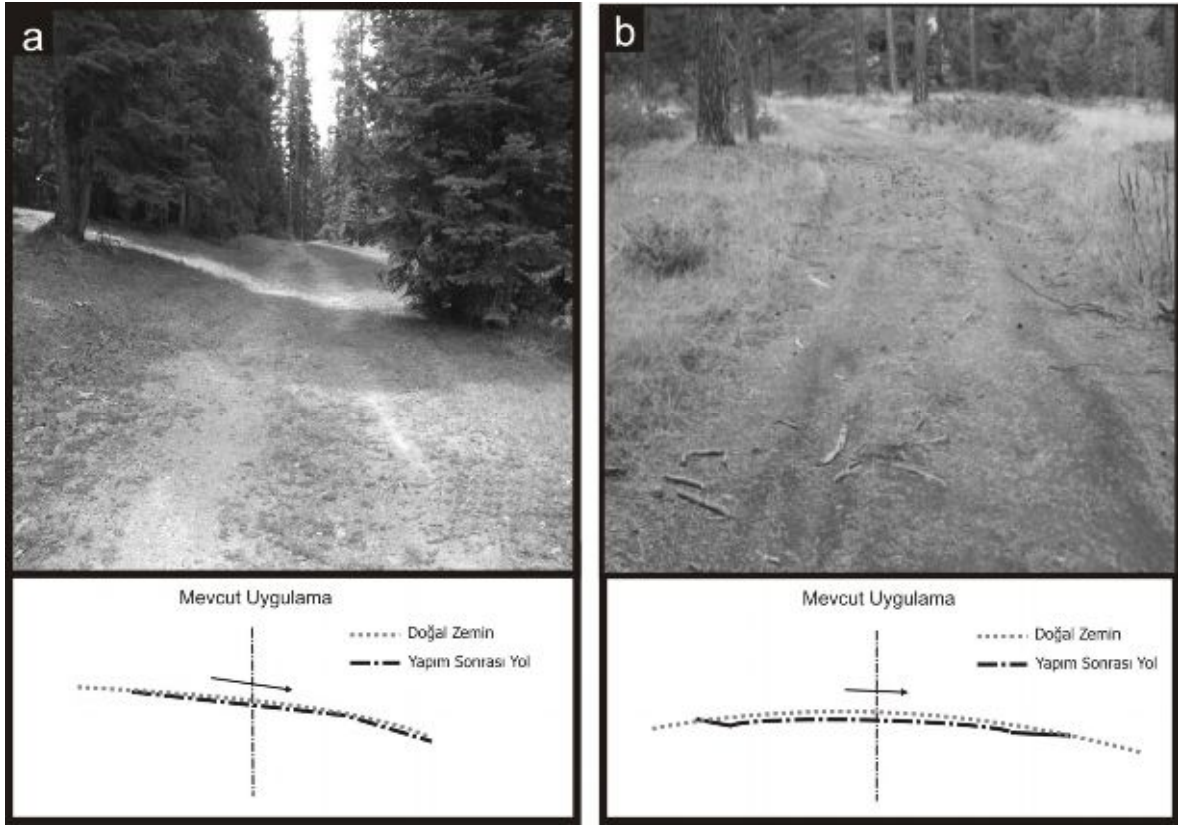 a
Mevcut Uygulama
Doğal Zemin
Yapım Sonrası Yol
b
Mevcut Uygulama
Doğal Zemin
Yapım Sonrası Yol